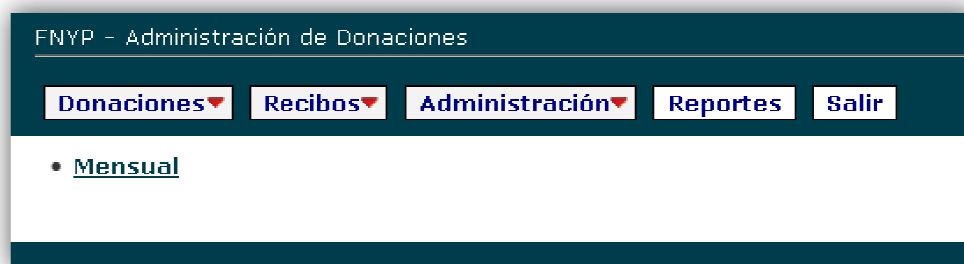 FNYP - Administración de Donaciones
Donaciones Recibos Administración Reportes Salir
• Mensual